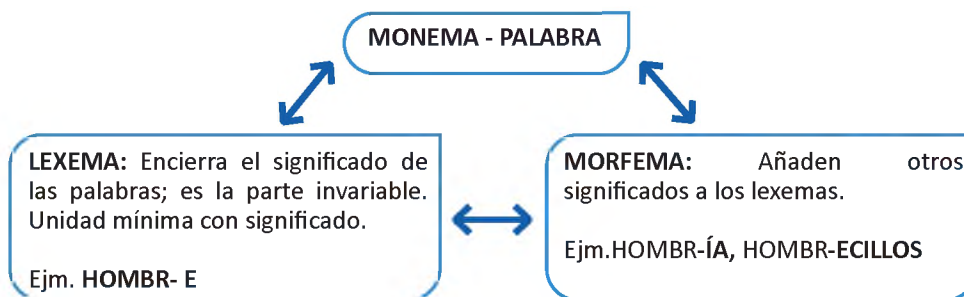 MONEMA - PALABRA
LEXEMA: Encierra el significado de
las palabras; es la parte invariable.
Unidad mínima con significado.
Ejm. HOMBR- E
MORFEMA: Añaden otros
significados a los lexemas.
Ejm.HOMBR-ÍA, HOMBR-ECILLOS